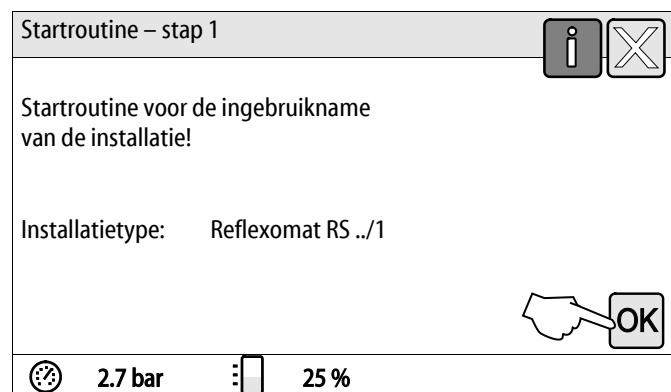 Startroutine – stap 1
i
X
Startroutine voor de ingebruikname
van de installatie!
Installatietype: Reflexomat RS ../1
OK
2.7 bar 25 %